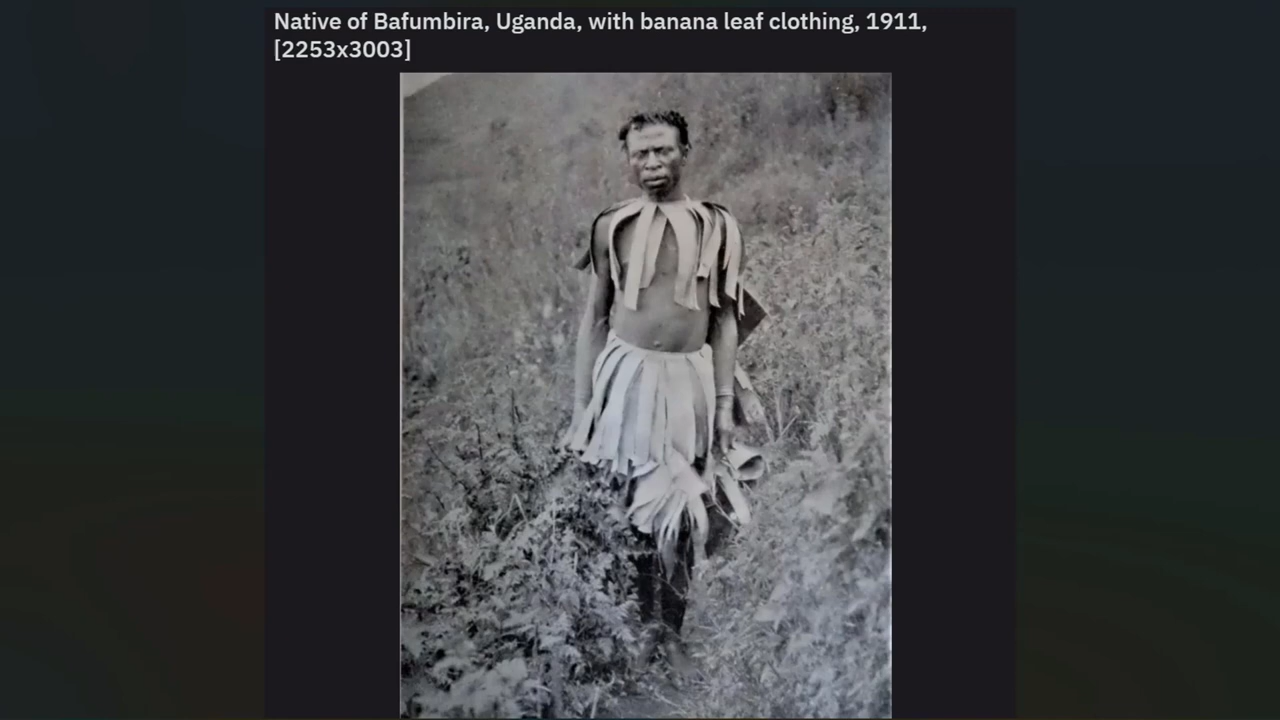 Native of Bafumbira, Uganda, with banana leaf clothing, 1911,
[2253x3003]